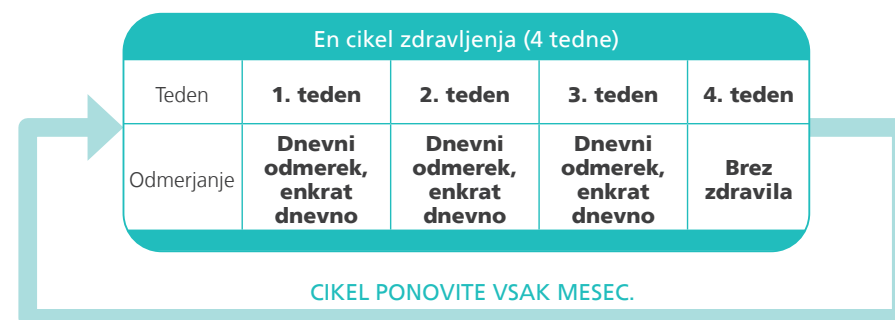 En cikel zdravljenja (4 tedne)
Teden 1. teden 2. teden 3. teden 4. teden
Odmerjanje
Dnevni
odmerek,
enkrat
dnevno
Dnevni
odmerek,
enkrat
dnevno
Dnevni
odmerek,
enkrat
dnevno
Brez
zdravila
CIKEL PONOVITE VSAK MESEC.